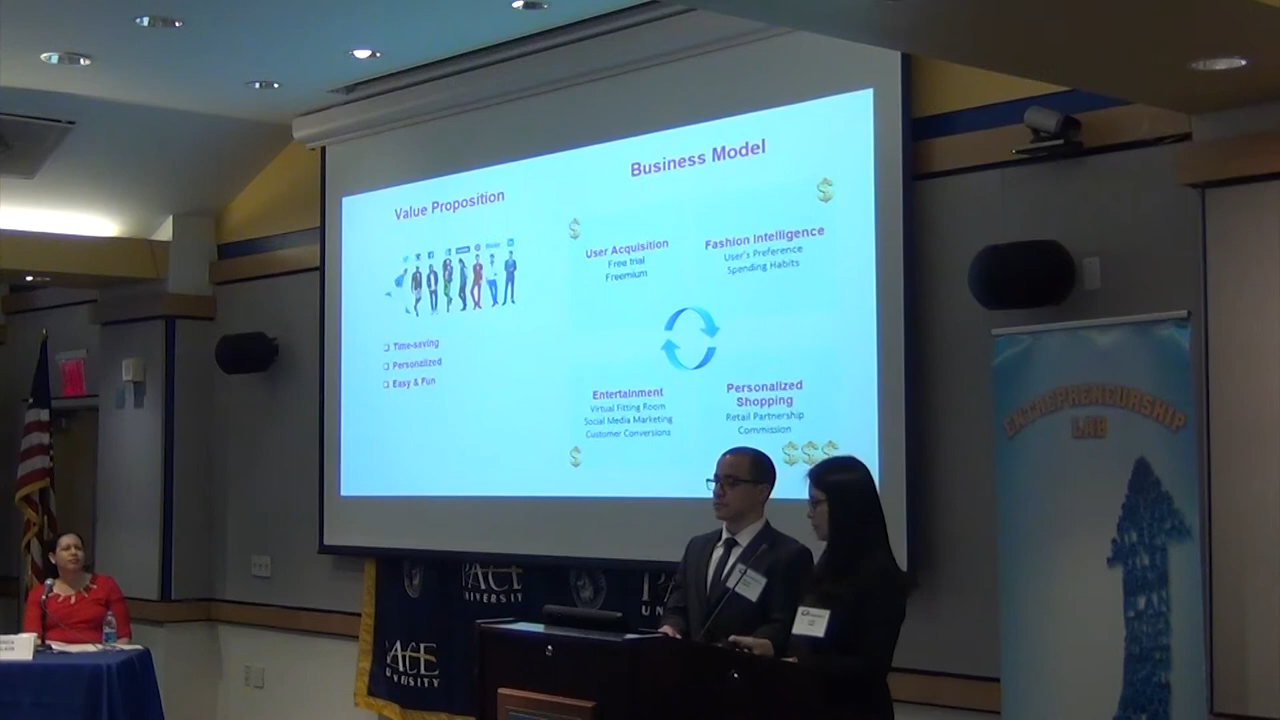 Value Proposition
Time-saving
Personalized
Easy & Fun
Business Model
$
$
User Acquisition
Free trial
Freemium
Fashion Intelligence
User's Preference
Spending Habits
Entertainment
Virtual Fitting Room
Social Media Marketing
Customer Conversions
Personalized
Shopping
Retail Partnership
Commission
$
$$$
ENTREPRENEURSHIP
LAB
PACE
UNIVERSITY
PACE
UNIVERSITY